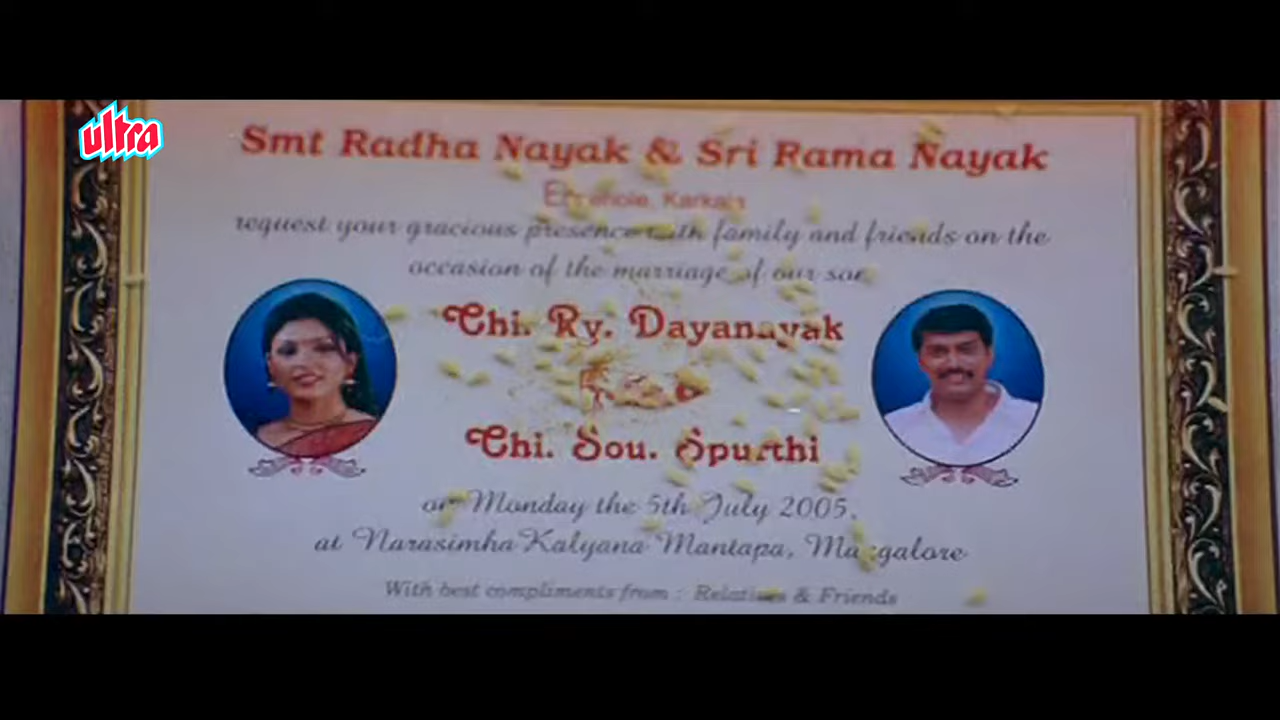 ultra
Smt Radha Nayak & Sri Rama Nayak
Karkala
request your gracious presence with family and friends on the
occasion of the marriage of our son
Chi. Ry. Dayanayak
Chi. Sou. Spurthi
on Monday the 5th July 2005,
at Narasimha Kalyana Mantapa, Mangalore
With best compliments from : Relatives & Friends